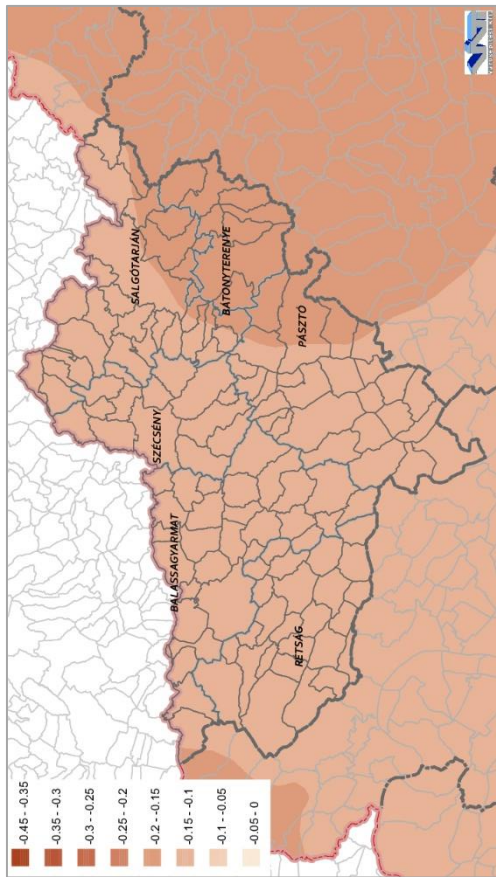 -0.45 - -0.35
-0.35 - -0.3
-0.3 - -0.25
-0.25 - -0.2
-0.2 - -0.15
-0.15 - -0.1
-0.1 - -0.05
-0.05 - 0
SALGÓTARJÁN
BÁTONYTERENYE
PÁSZTÓ
SZÉCSÉNY
BALASSAGYARMAT
RÉTSÁG